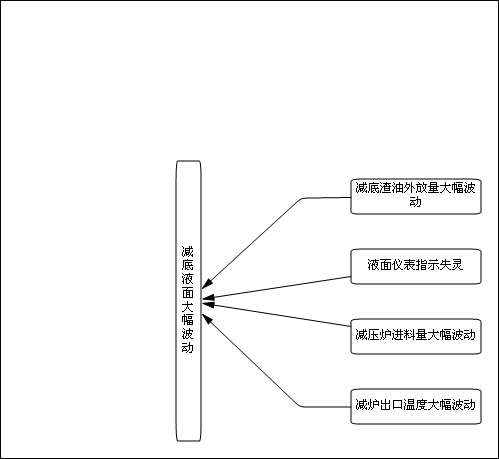 减底液面大幅波动
减底渣油外放量大幅波
动
液面仪表指示失灵
减压炉进料量大幅波动
减炉出口温度大幅波动